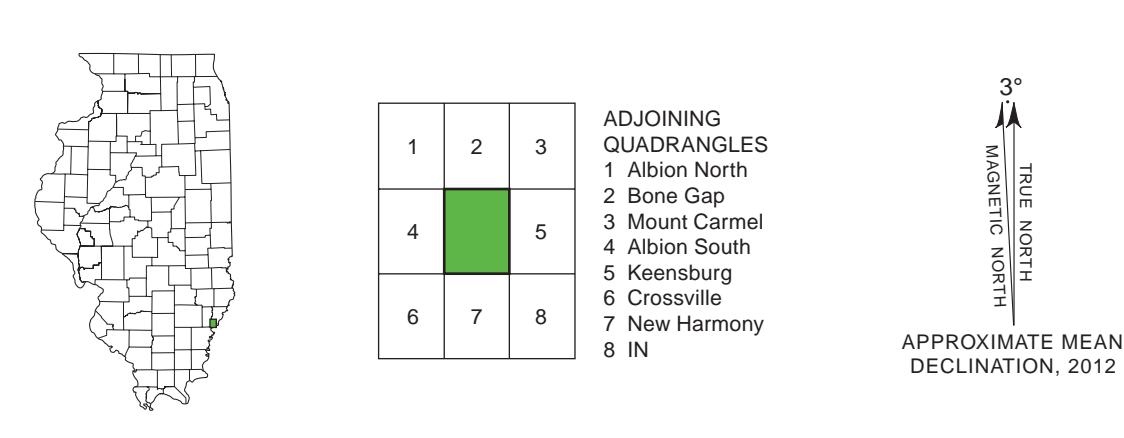 1
2
3
4
5
6
7
8
ADJOINING
QUADRANGLES
1 Albion North
2 Bone Gap
3 Mount Carmel
4 Albion South
5 Keensburg
6 Crossville
7 New Harmony
8 IN
3°
MAGNETIC NORTH
TRUE NORTH
APPROXIMATE MEAN
DECLINATION, 2012